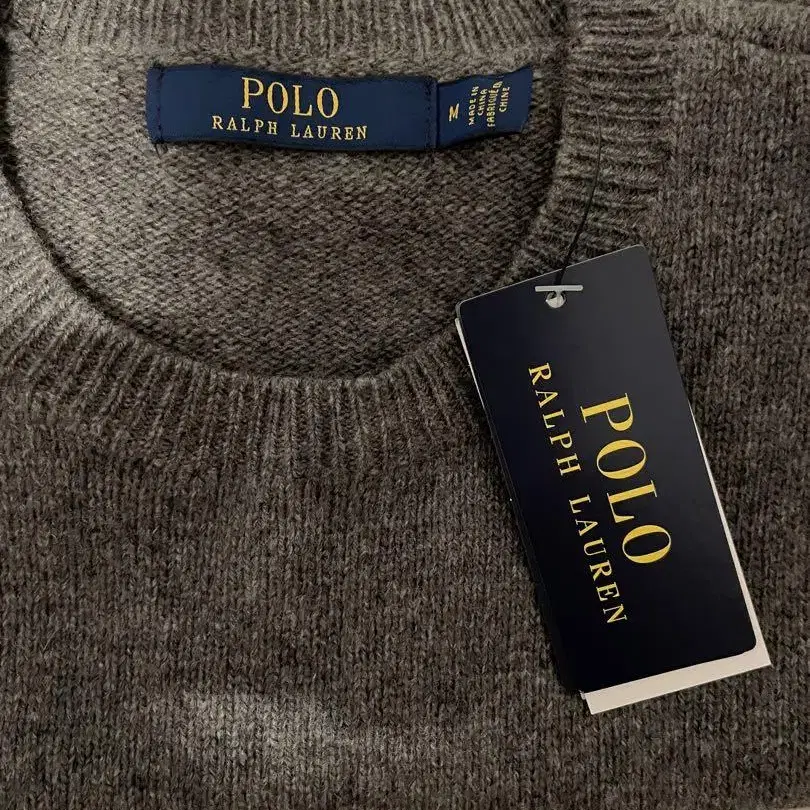 POLO
RALPH LAUREN
M
MADE IN
CHINA
FABRIQUÉ EN
CHINE
POLO
RALPH LAUREN